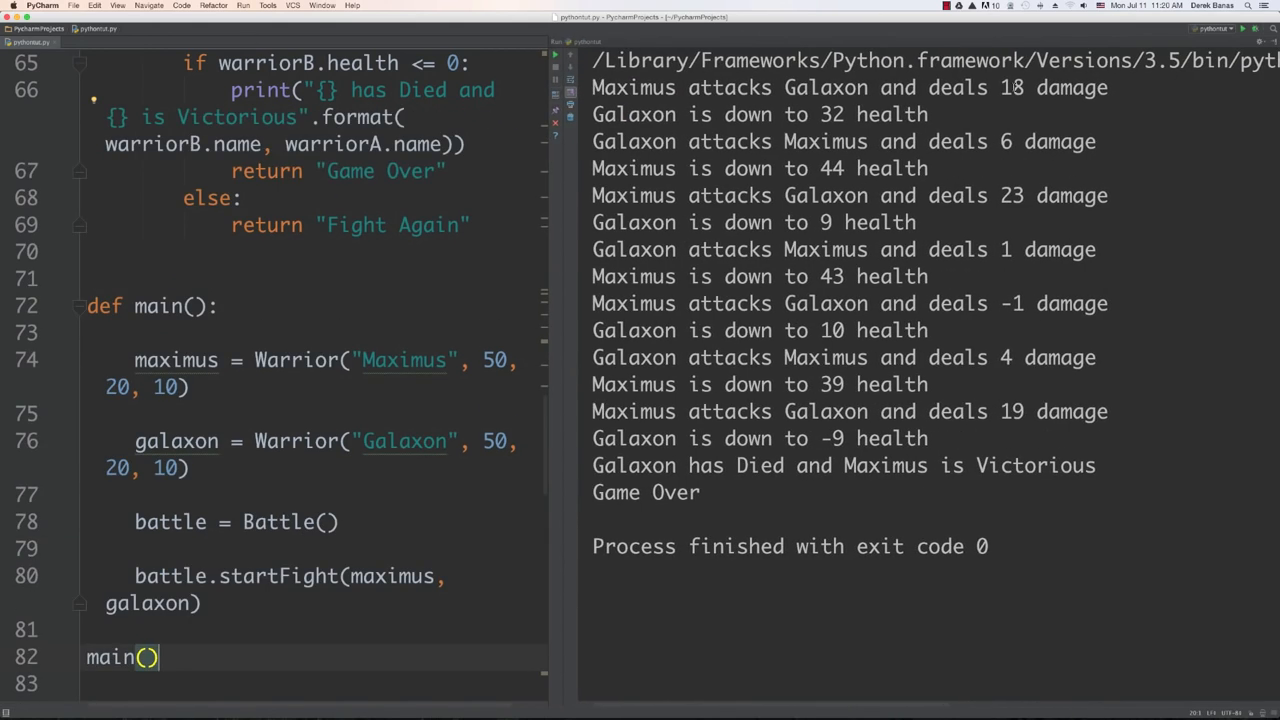 PyCharm File Edit View Navigate Code Refactor Run Tools VCS Window Help 10 Mon Jul 11 11:20 AM Derek Banas
pythontut.py - PycharmProjects - [~/PycharmProjects]
PycharmProjects pythontut.py pythontut
pythontut.py
Run pythontut
65 if warriorB.health <= 0:
66 print("{} has Died and
{} is Victorious".format(
warriorB.name, warriorA.name))
67 return "Game Over"
68 else:
69 return "Fight Again"
70
71
72 def main():
73
74 maximus = Warrior("Maximus", 50,
20, 10)
75
76 galaxon = Warrior("Galaxon", 50,
20, 10)
77
78 battle = Battle()
79
80 battle.startFight(maximus,
galaxon)
81
82 main()
83
/Library/Frameworks/Python.framework/Versions/3.5/bin/pyth
Maximus attacks Galaxon and deals 18 damage
Galaxon is down to 32 health
Galaxon attacks Maximus and deals 6 damage
Maximus is down to 44 health
Maximus attacks Galaxon and deals 23 damage
Galaxon is down to 9 health
Galaxon attacks Maximus and deals 1 damage
Maximus is down to 43 health
Maximus attacks Galaxon and deals -1 damage
Galaxon is down to 10 health
Galaxon attacks Maximus and deals 4 damage
Maximus is down to 39 health
Maximus attacks Galaxon and deals 19 damage
Galaxon is down to -9 health
Galaxon has Died and Maximus is Victorious
Game Over
Process finished with exit code 0
20:1 LF÷ UTF-8÷